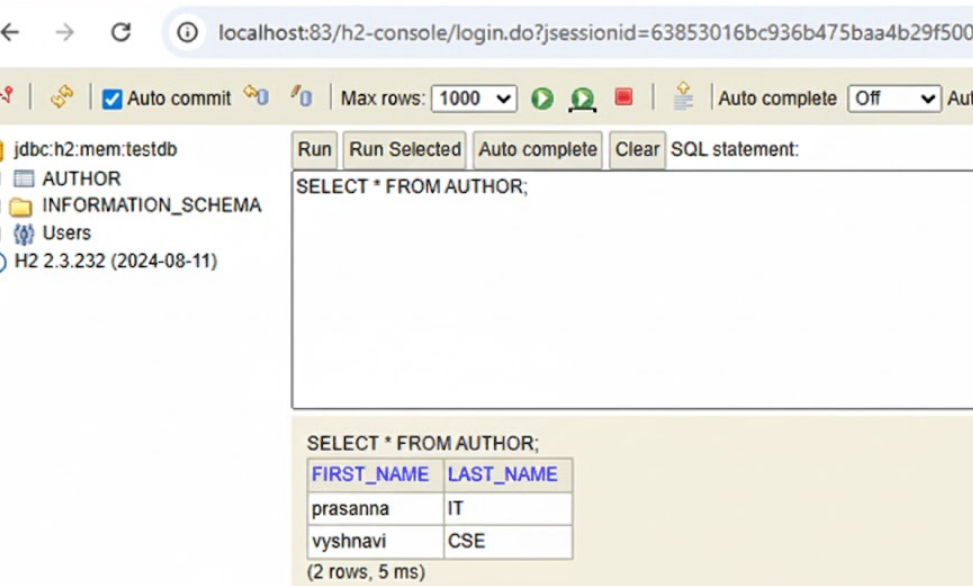 localhost:83/h2-console/login.do?jsessionid=63853016bc936b475baa4b29f500
Auto commit Max rows: 1000 Auto complete Off
jdbc:h2:mem:testdb
AUTHOR
INFORMATION_SCHEMA
Users
H2 2.3.232 (2024-08-11)
Run Run Selected Auto complete Clear SQL statement:
SELECT * FROM AUTHOR;
SELECT * FROM AUTHOR;
FIRST_NAME LAST_NAME
prasanna IT
vyshnavi CSE
(2 rows, 5 ms)